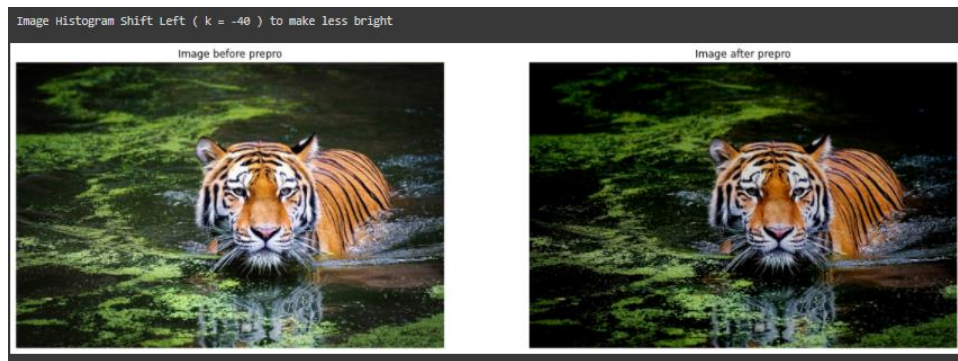 Image Histogram Shift Left ( k = -40 ) to make less bright
Image before prepro
Image after prepro